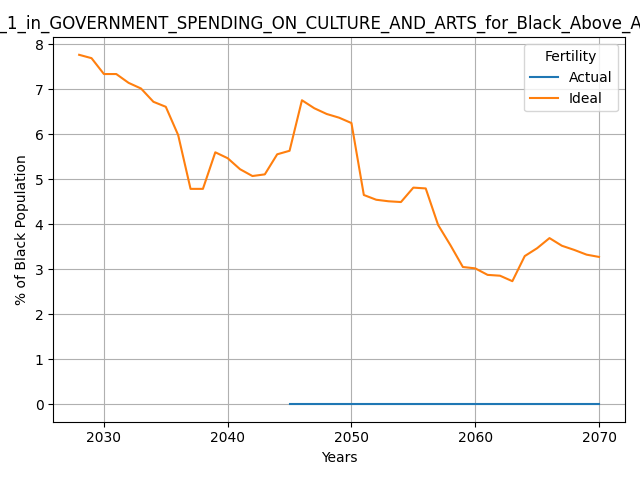 _1_in_GOVERNMENT_SPENDING_ON_CULTURE_AND_ARTS_for_Black_Above_A
Fertility
Actual
Ideal
% of Black Population
8
7
6
5
4
3
2
1
0
2030 2040 2050 2060 2070
Years